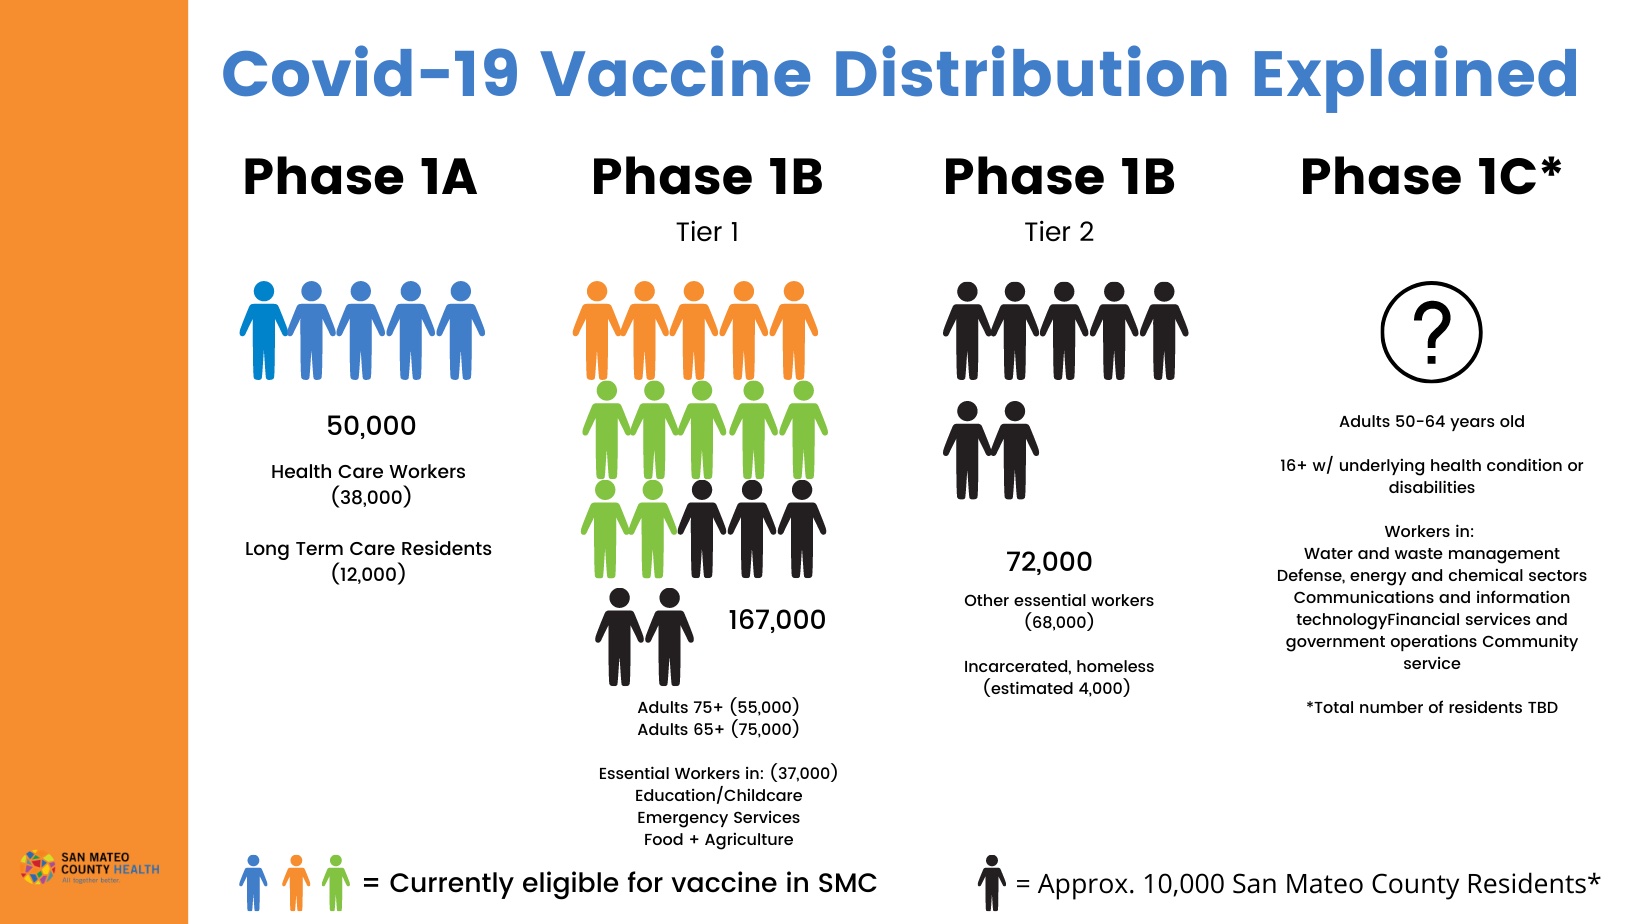 Covid-19 Vaccine Distribution Explained
Phase 1A
50,000
Health Care Workers
(38,000)
Long Term Care Residents
(12,000)
Phase 1B
Tier 1
167,000
Adults 75+ (55,000)
Adults 65+ (75,000)
Essential Workers in: (37,000)
Education/Childcare
Emergency Services
Food + Agriculture
Phase 1B
Tier 2
72,000
Other essential workers
(68,000)
Incarcerated, homeless
(estimated 4,000)
Phase 1C*
?
Adults 50-64 years old
16+ w/ underlying health condition or
disabilities
Workers in:
Water and waste management
Defense, energy and chemical sectors
Communications and information
technologyFinancial services and
government operations Community
service
*Total number of residents TBD
SAN MATEO
COUNTY HEALTH
All together better.
= Currently eligible for vaccine in SMC
= Approx. 10,000 San Mateo County Residents*